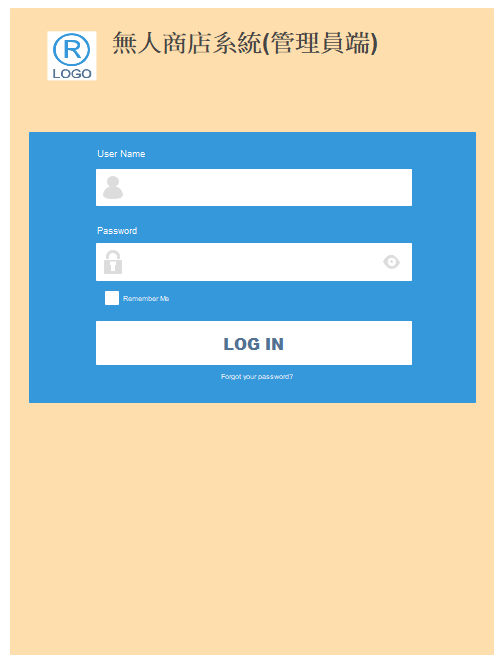 R
LOGO
無人商店系統(管理員端)
User Name
Password
Remember Me
LOG IN
Forgot your password?